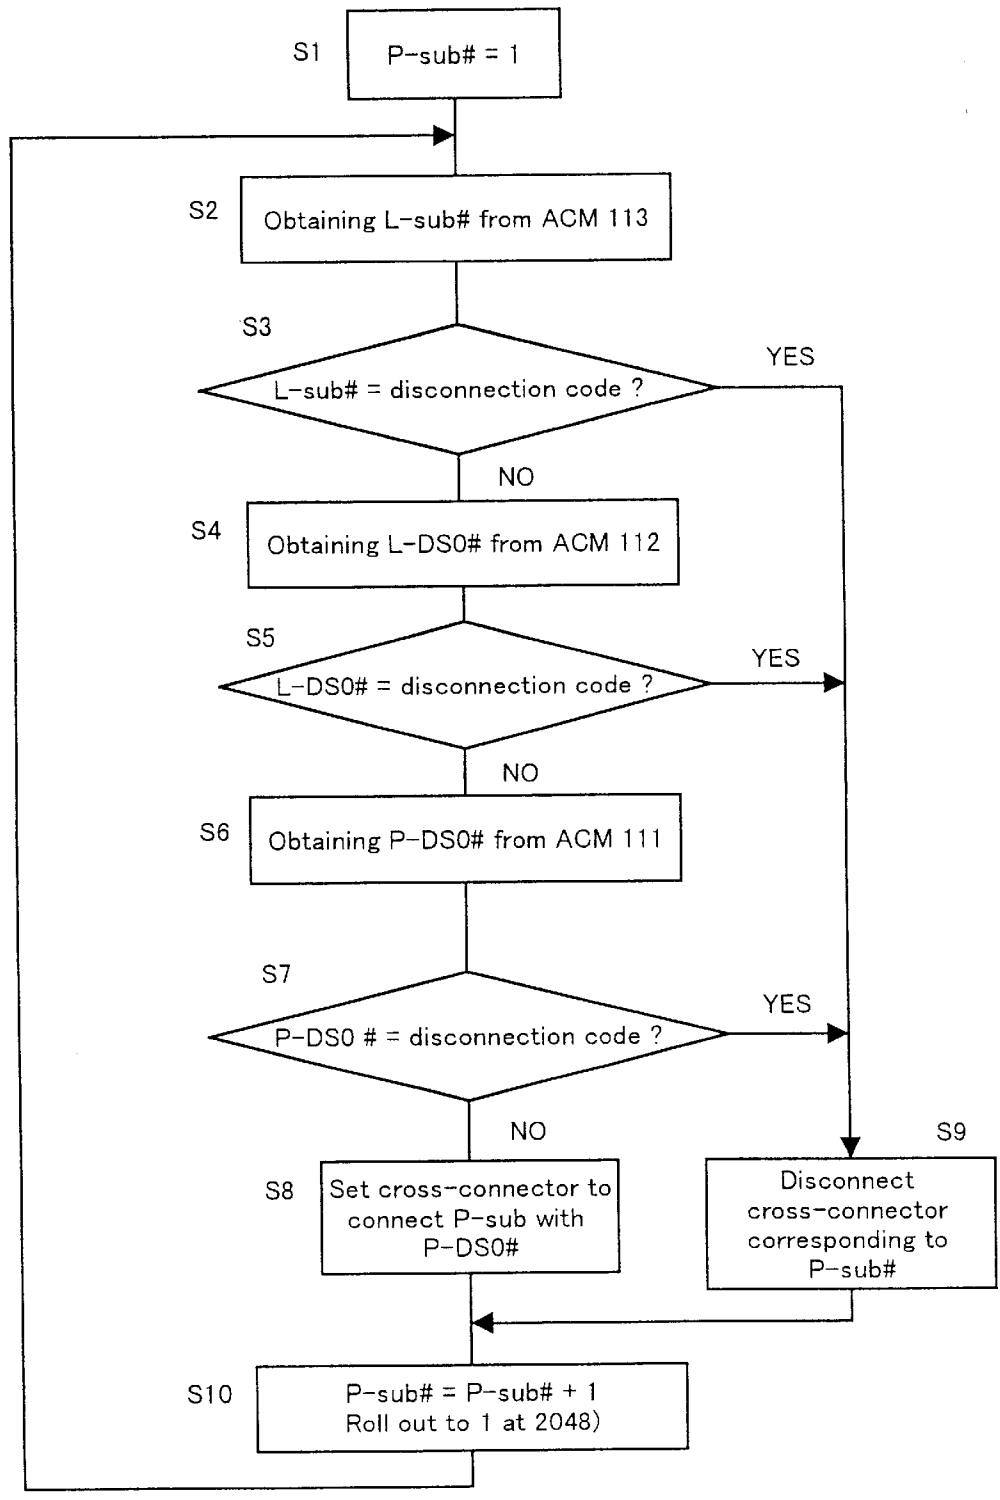 S1
P-sub# = 1
S2
Obtaining L-sub# from ACM 113
S3
L-sub# = disconnection code ?
YES
NO
S4
Obtaining L-DS0# from ACM 112
S5
L-DS0# = disconnection code ?
YES
NO
S6
Obtaining P-DS0# from ACM 111
S7
P-DS0 # = disconnection code ?
YES
NO
S8
Set cross-connector to
connect P-sub with
P-DS0#
S9
Disconnect
cross-connector
corresponding to
P-sub#
S10
P-sub# = P-sub# + 1
Roll out to 1 at 2048)